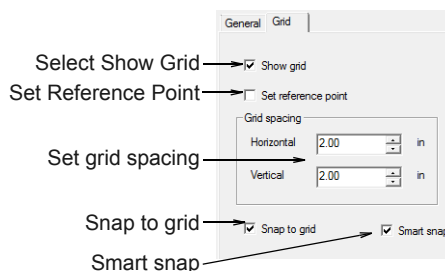 General Grid
Select Show Grid Show grid
Set Reference Point Set reference point
Grid spacing
Horizontal 2.00 in
Set grid spacing
Vertical 2.00 in
Snap to grid Snap to grid Smart snap
Smart snap